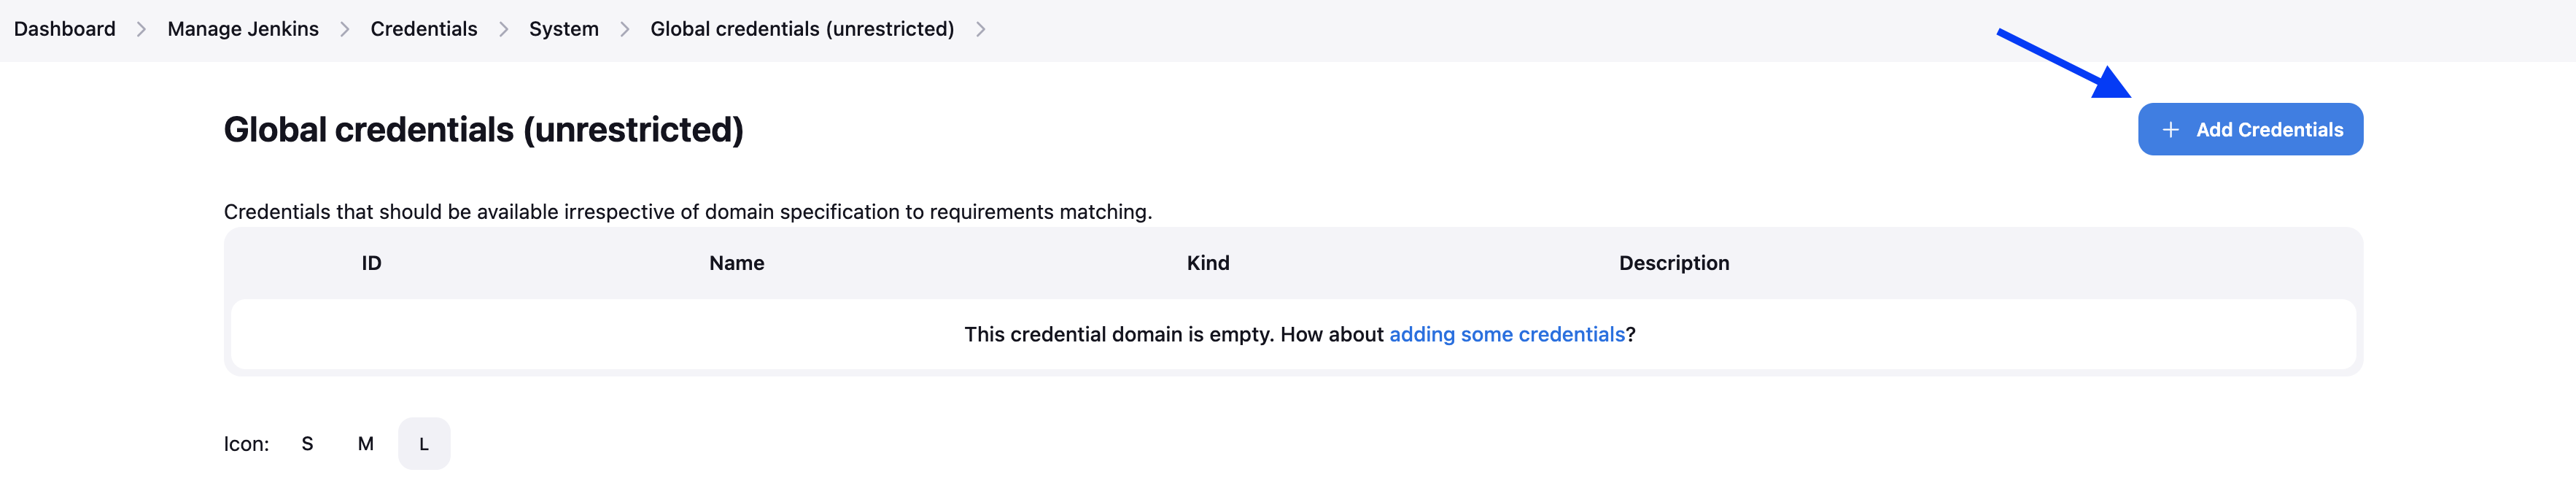 Dashboard > Manage Jenkins > Credentials > System > Global credentials (unrestricted) >
Global credentials (unrestricted)
+ Add Credentials
Credentials that should be available irrespective of domain specification to requirements matching.
ID Name Kind Description
This credential domain is empty. How about adding some credentials?
Icon: S M L